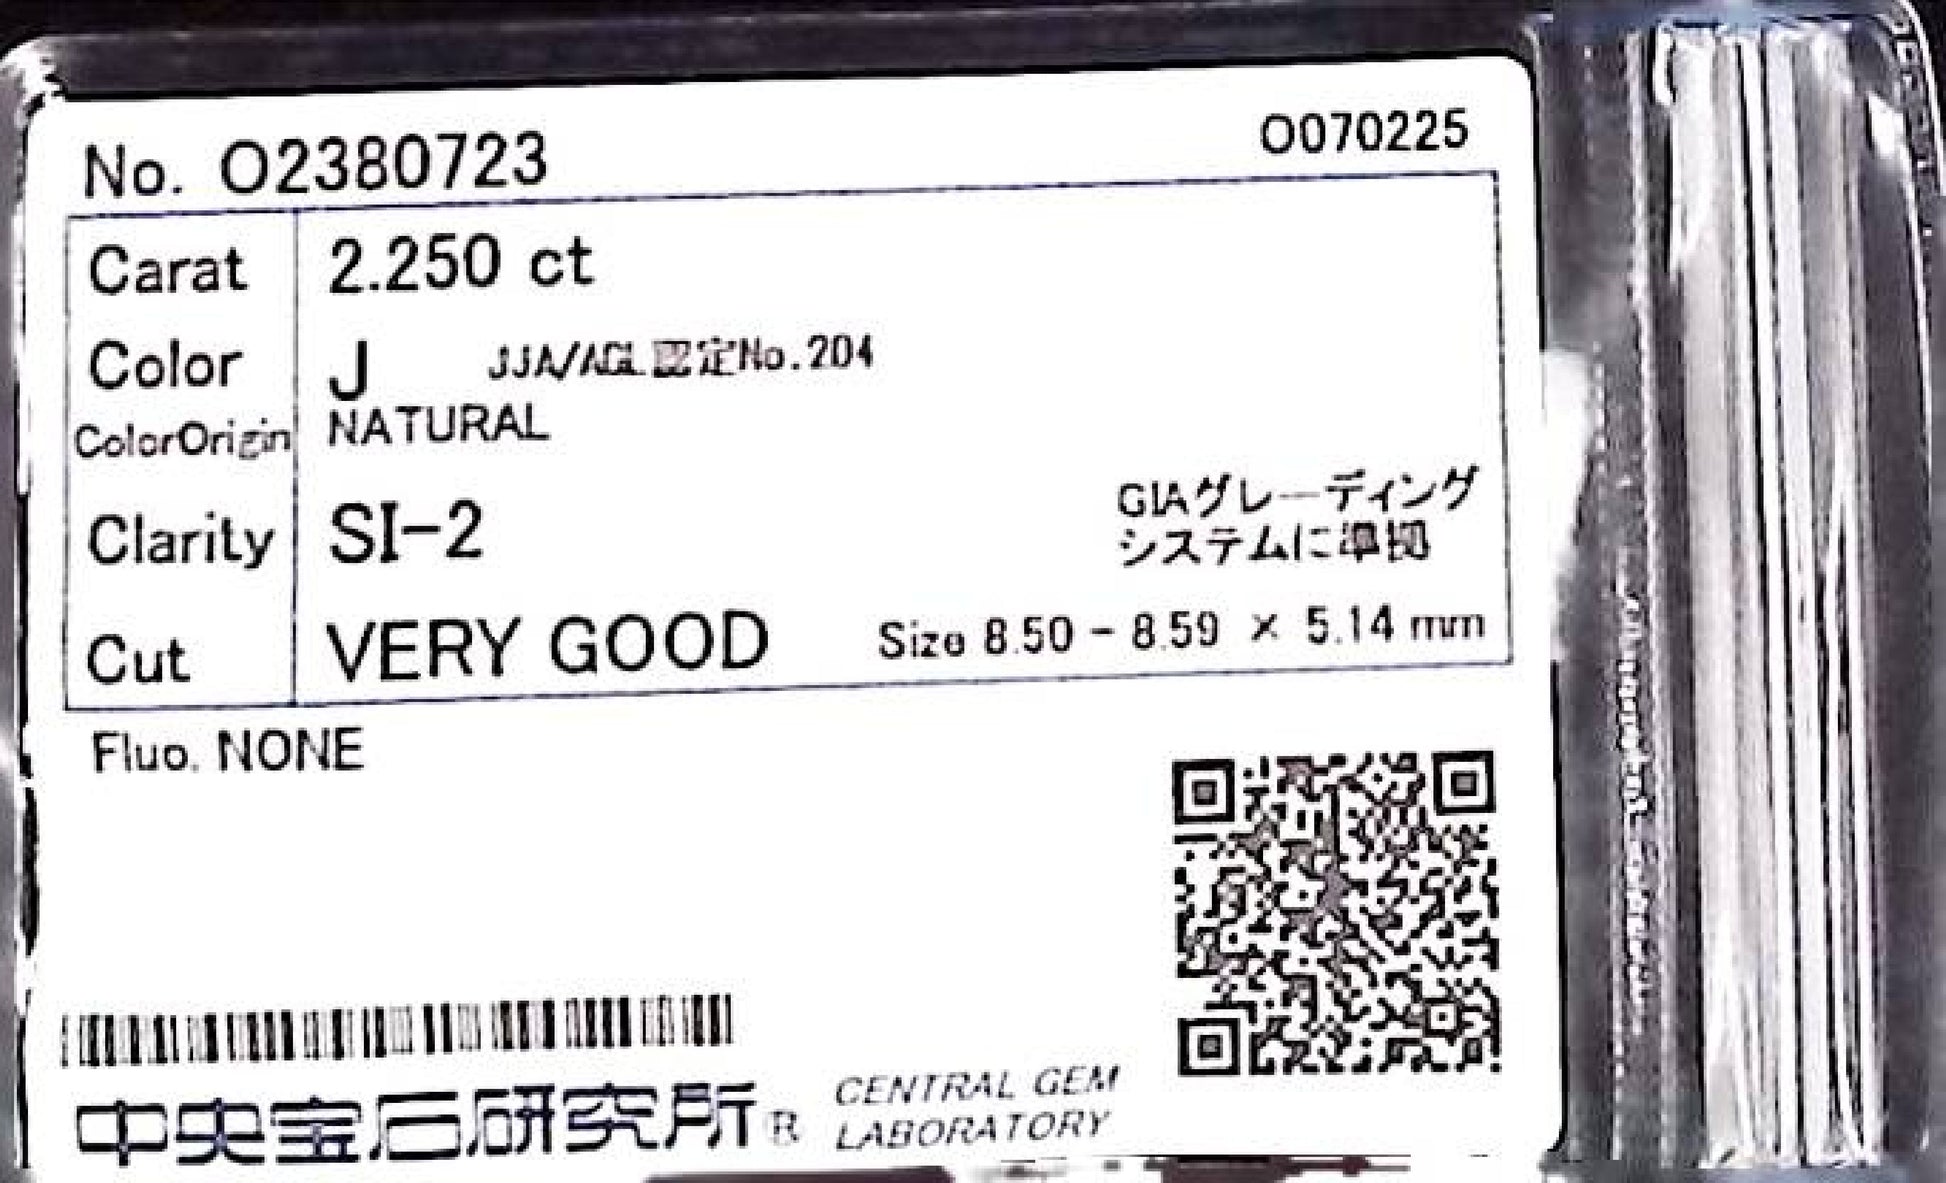 No. O2380723
O070225
Carat 2.250 ct
Color J JJA/AGL認定No.204
ColorOrigin NATURAL
Clarity SI-2
GIAグレーディング
システムに準拠
Cut VERY GOOD Size 8.50 - 8.59 × 5.14 mm
Fluo. NONE
中央宝石研究所®
CENTRAL GEM
LABORATORY